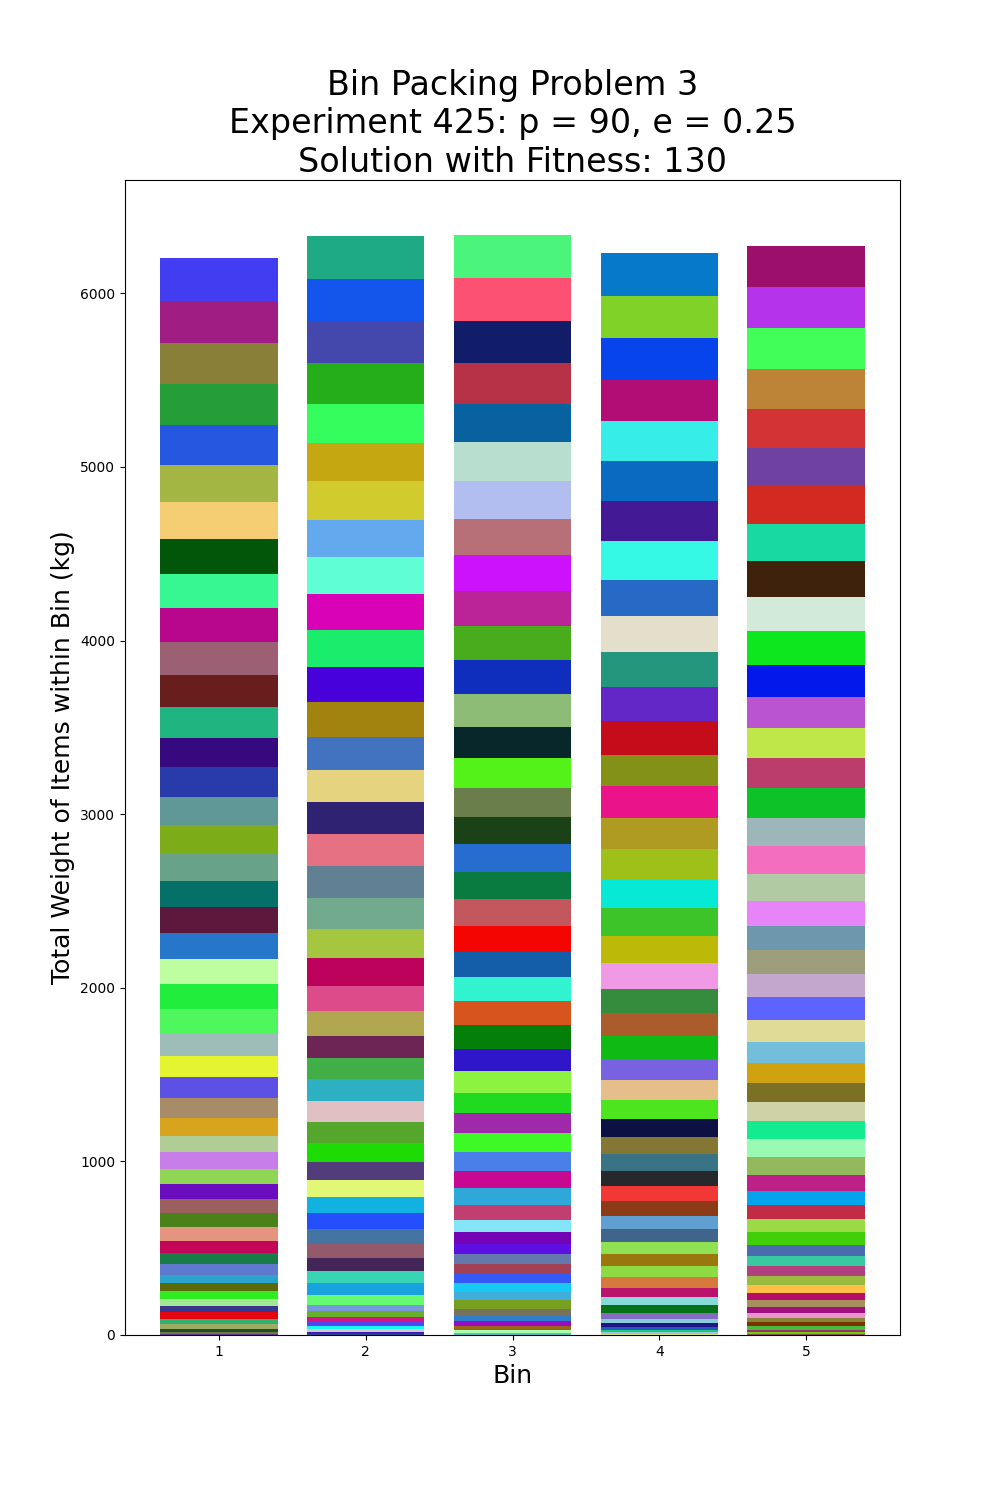 Bin Packing Problem 3
Experiment 425: p = 90, e = 0.25
Solution with Fitness: 130
Total Weight of Items within Bin (kg)
6000
5000
4000
3000
2000
1000
0
1 2 3 4 5
Bin